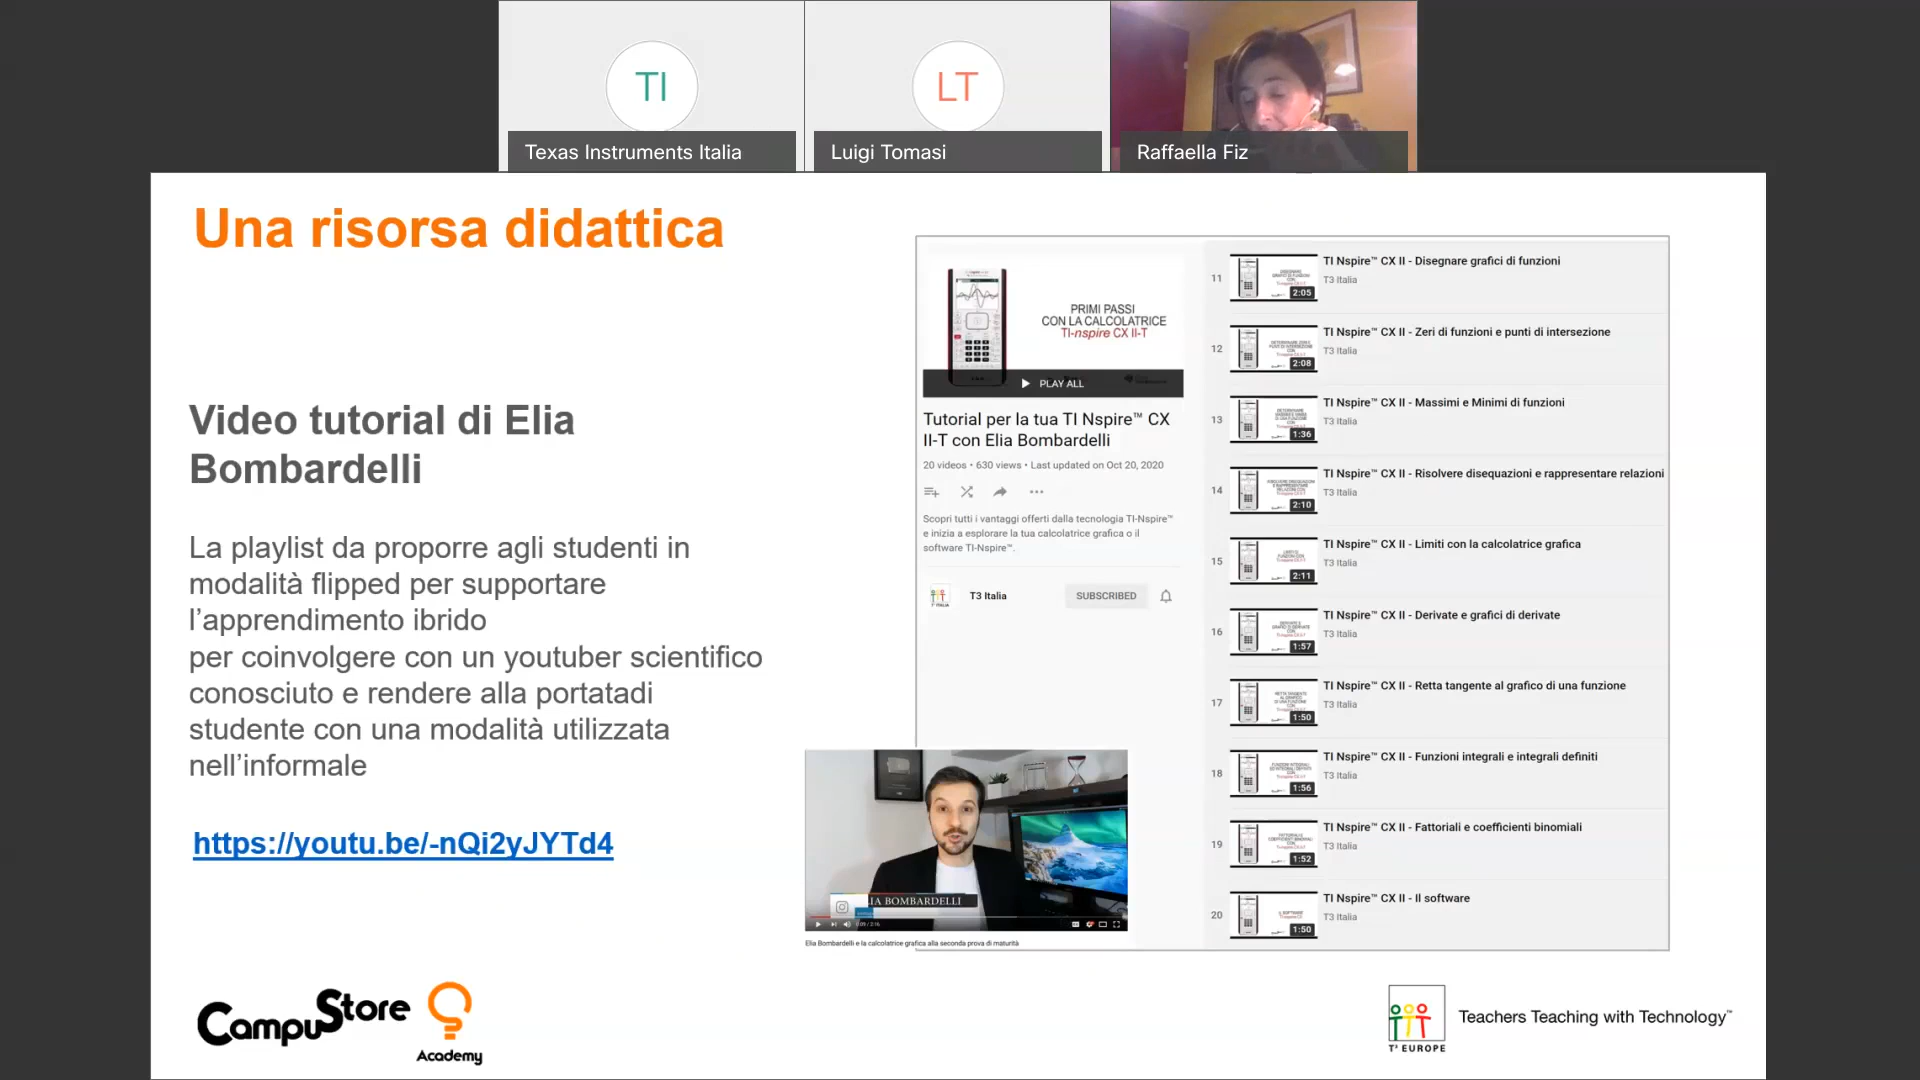 TI
LT
Texas Instruments Italia
Luigi Tomasi
Raffaella Fiz
Una risorsa didattica
Video tutorial di Elia
Bombardelli
La playlist da proporre agli studenti in
modalità flipped per supportare
l’apprendimento ibrido
per coinvolgere con un youtuber scientifico
conosciuto e rendere alla portatadi
studente con una modalità utilizzata
nell’informale
https://youtu.be/-nQi2yJYTd4
PRIMI PASSI
CON LA CALCOLATRICE
TI-nspire CX II-T
PLAY ALL
Tutorial per la tua TI Nspire™ CX
II-T con Elia Bombardelli
20 videos • 630 views • Last updated on Oct 20, 2020
Scopri tutti i vantaggi offerti dalla tecnologia TI-Nspire™
e inizia a esplorare la tua calcolatrice grafica o il
software TI-Nspire™.
T3 Italia
SUBSCRIBED
11
2:05
TI Nspire™ CX II - Disegnare grafici di funzioni
T3 Italia
12
2:08
TI Nspire™ CX II - Zeri di funzioni e punti di intersezione
T3 Italia
13
1:36
TI Nspire™ CX II - Massimi e Minimi di funzioni
T3 Italia
14
2:10
TI Nspire™ CX II - Risolvere disequazioni e rappresentare relazioni
T3 Italia
15
2:11
TI Nspire™ CX II - Limiti con la calcolatrice grafica
T3 Italia
16
1:57
TI Nspire™ CX II - Derivate e grafici di derivate
T3 Italia
17
1:50
TI Nspire™ CX II - Retta tangente al grafico di una funzione
T3 Italia
18
1:56
TI Nspire™ CX II - Funzioni integrali e integrali definiti
T3 Italia
19
1:52
TI Nspire™ CX II - Fattoriali e coefficienti binomiali
T3 Italia
20
1:50
TI Nspire™ CX II - Il software
T3 Italia
LIA BOMBARDELLI
Elia Bombardelli e la calcolatrice grafica alla seconda prova di maturità
CampuStore
Academy
T³ EUROPE
Teachers Teaching with Technology™